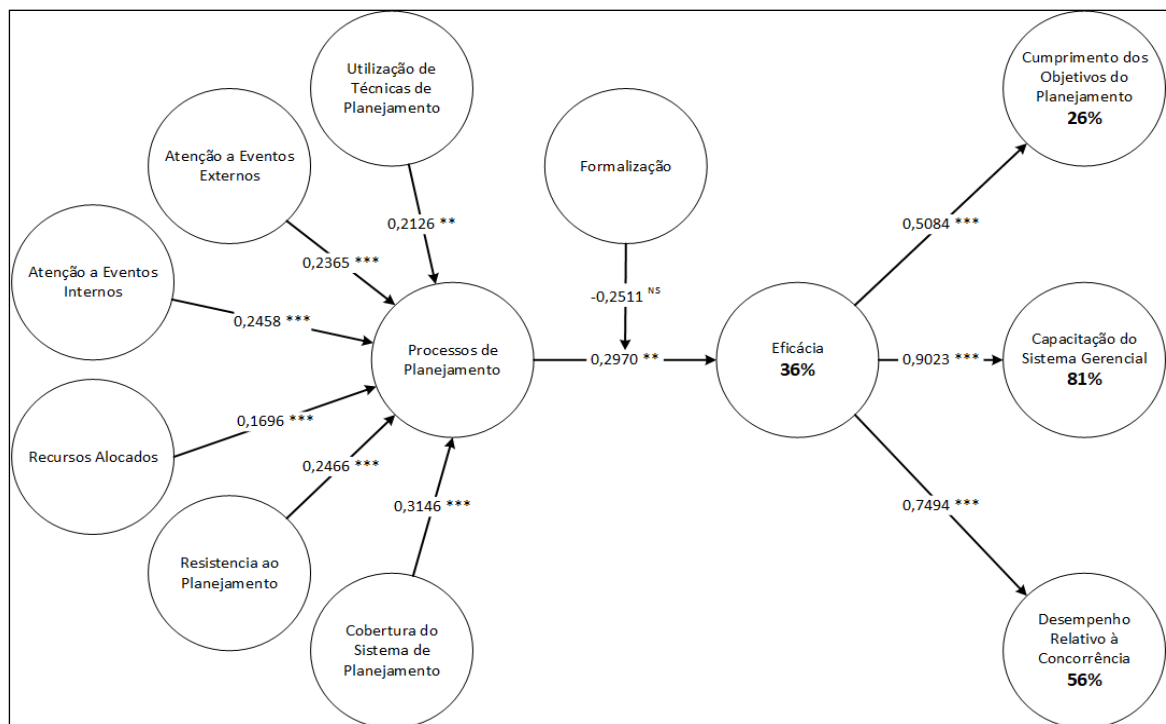 Utilização de
Técnicas de
Planejamento
Cumprimento dos
Objetivos do
Planejamento
26%
Atenção a Eventos
Externos
Formalização
0,2126 **
0,5084 ***
0,2365 ***
Atenção a Eventos
Internos
-0,2511 NS
0,2458 ***
Processos de
Planejamento
0,2970 **
Eficácia
36%
0,9023 ***
Capacitação do
Sistema Gerencial
81%
0,1696 ***
Recursos Alocados
0,2466 ***
0,3146 ***
0,7494 ***
Resistencia ao
Planejamento
Cobertura do
Sistema de
Planejamento
Desempenho
Relativo à
Concorrência
56%